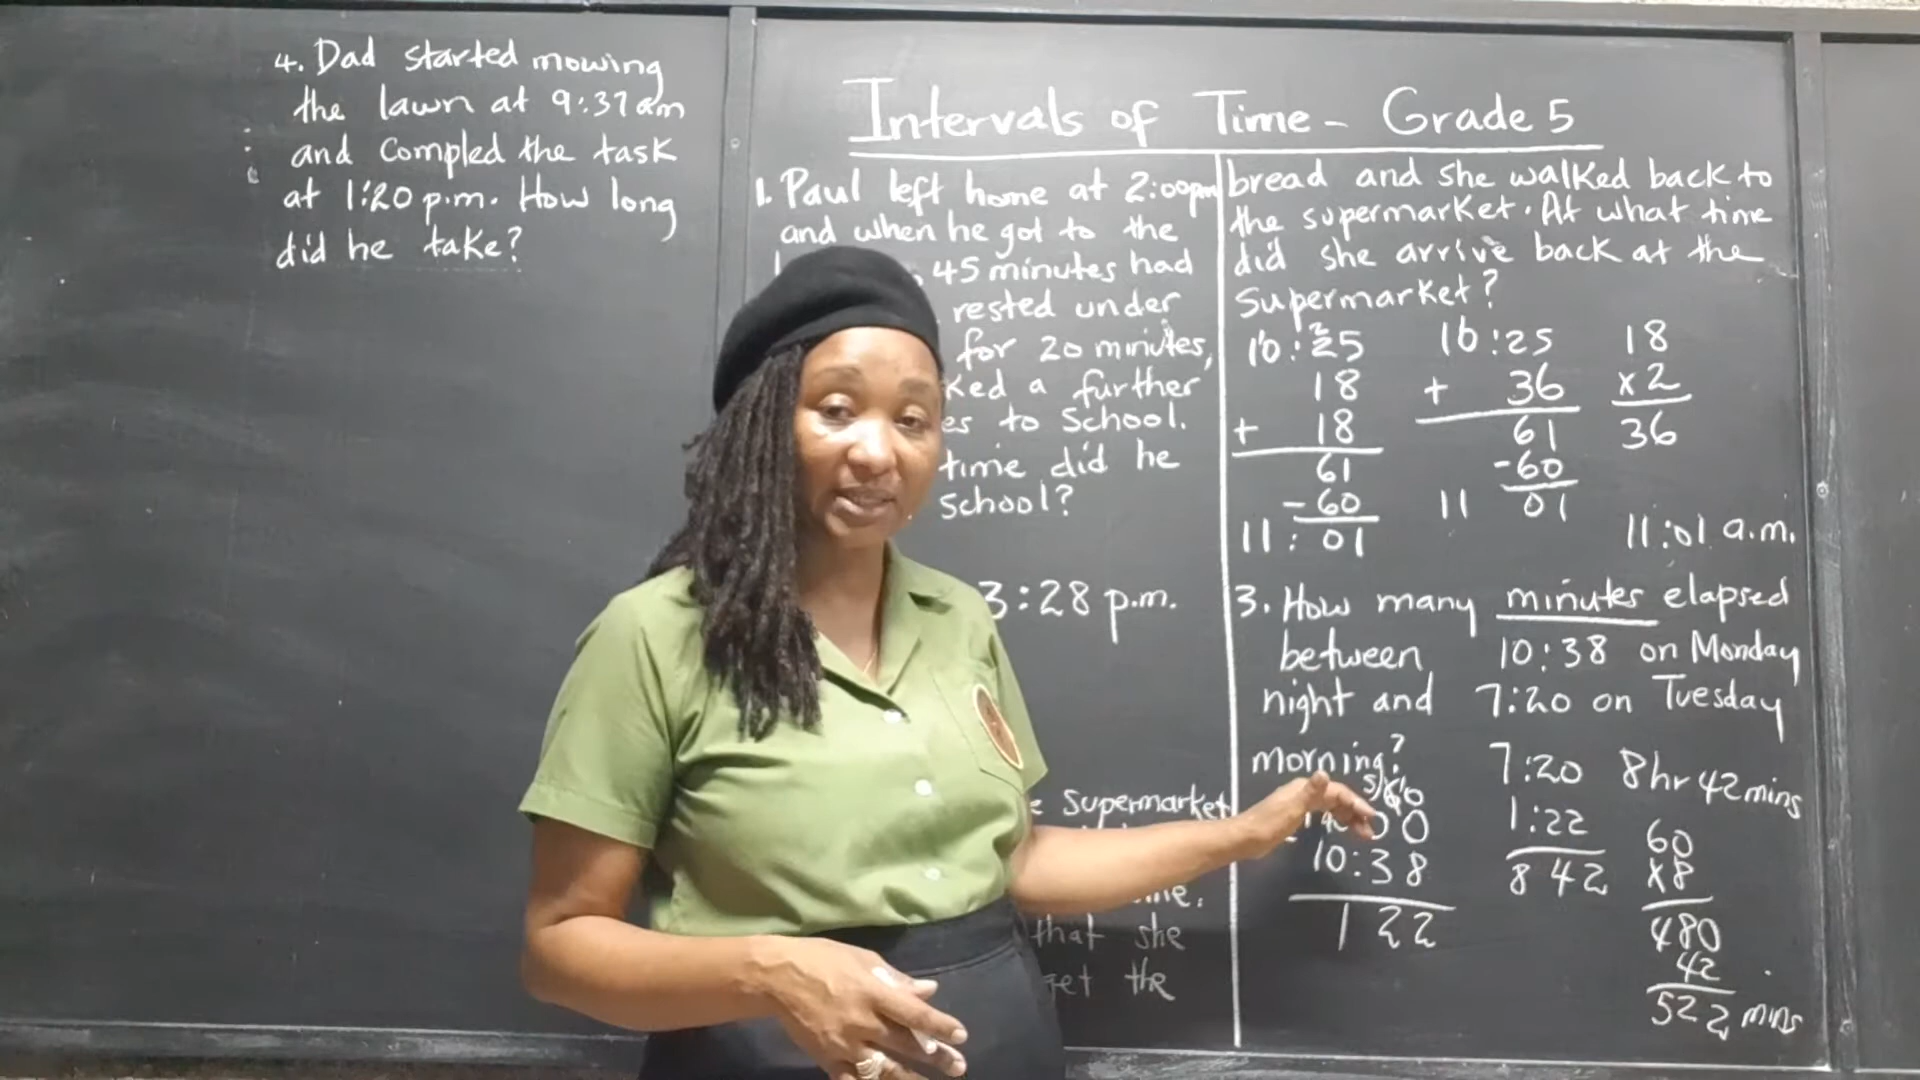 4. Dad started mowing
the lawn at 9:37am
and Compled the task
at 1:20 p.m. How long
did he take?
Intervals of Time - Grade 5
1. Paul left home at 2:00pm
and when he got to the
45 minutes had
rested under
for 20 minutes,
a further
to School.
time did he
School?
3:28 p.m.
Supermarket
that she
get the
bread and she walked back to
the supermarket. At what time
did she arrive back at the
Supermarket?
10:25
18
+ 18
61
-60
11:01
10:25
+ 36
61
-60
11 01
18
x2
36
11:01 a.m.
3. How many minutes elapsed
between 10:38 on Monday
night and 7:20 on Tuesday
morning?
10:38
1 22
7:20
1:22
8 42
8hr 42mins
60
x8
480
42
522 mins